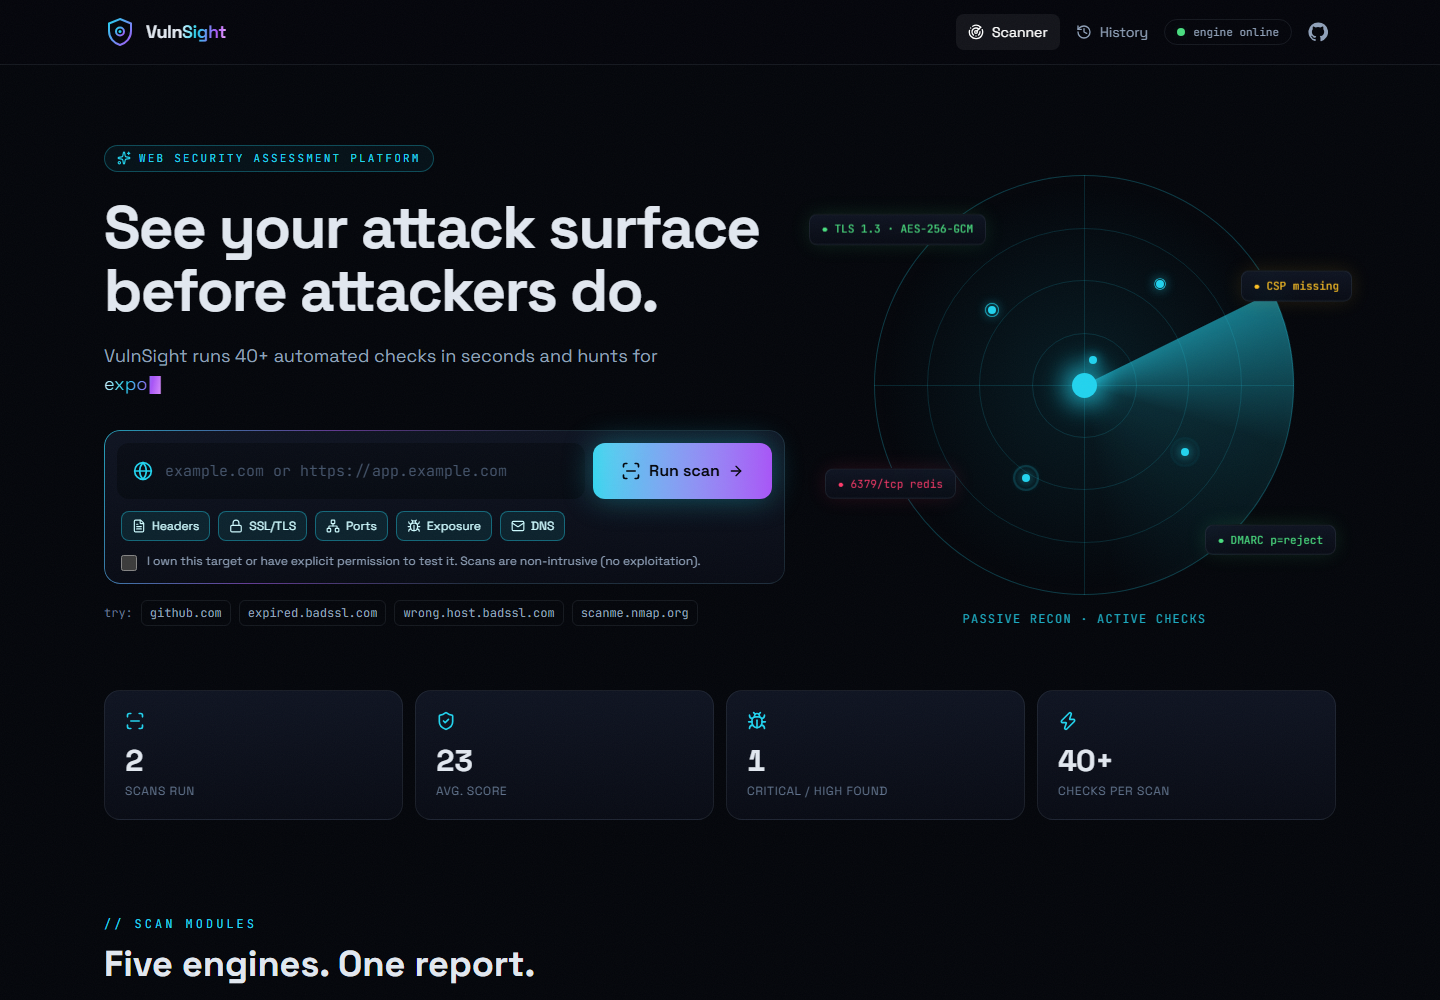 VulnSight
Scanner
History
engine online
WEB SECURITY ASSESSMENT PLATFORM
See your attack surface
before attackers do.
VulnSight runs 40+ automated checks in seconds and hunts for
expo
example.com or https://app.example.com
Run scan →
Headers
SSL/TLS
Ports
Exposure
DNS
I own this target or have explicit permission to test it. Scans are non-intrusive (no exploitation).
try:
github.com
expired.badssl.com
wrong.host.badssl.com
scanme.nmap.org
● TLS 1.3 · AES-256-GCM
● CSP missing
● 6379/tcp redis
● DMARC p=reject
PASSIVE RECON · ACTIVE CHECKS
2
SCANS RUN
23
AVG. SCORE
1
CRITICAL / HIGH FOUND
40+
CHECKS PER SCAN
// SCAN MODULES
Five engines. One report.